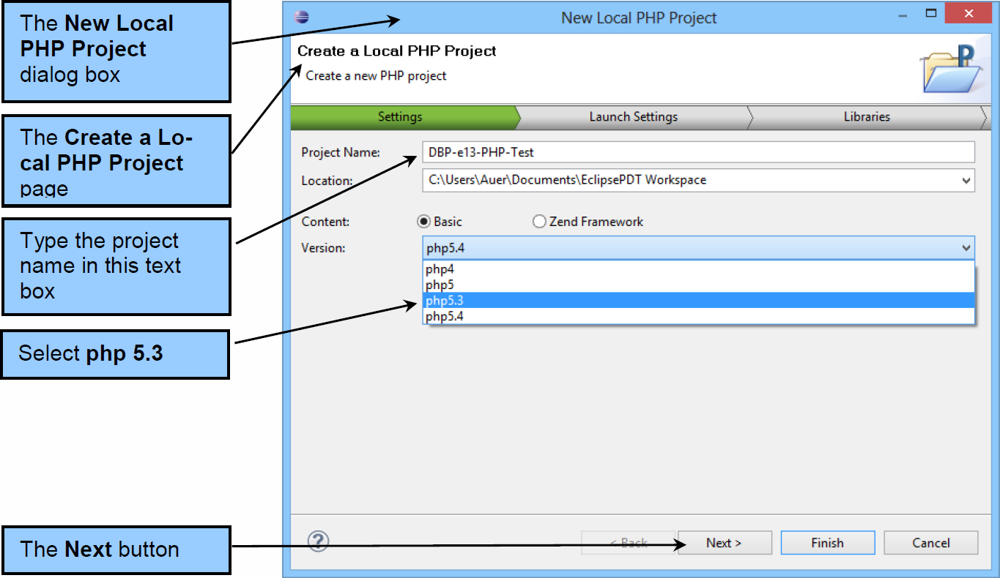 The New Local
PHP Project
dialog box
The Create a Lo-
cal PHP Project
page
Type the project
name in this text
box
Select php 5.3
The Next button
New Local PHP Project
Create a Local PHP Project
Create a new PHP project
P
Settings
Launch Settings
Libraries
Project Name: DBP-e13-PHP-Test
Location: C:\Users\Auer\Documents\EclipsePDT Workspace
Content: Basic Zend Framework
Version: php5.4
php4
php5
php5.3
php5.4
? < Back Next > Finish Cancel